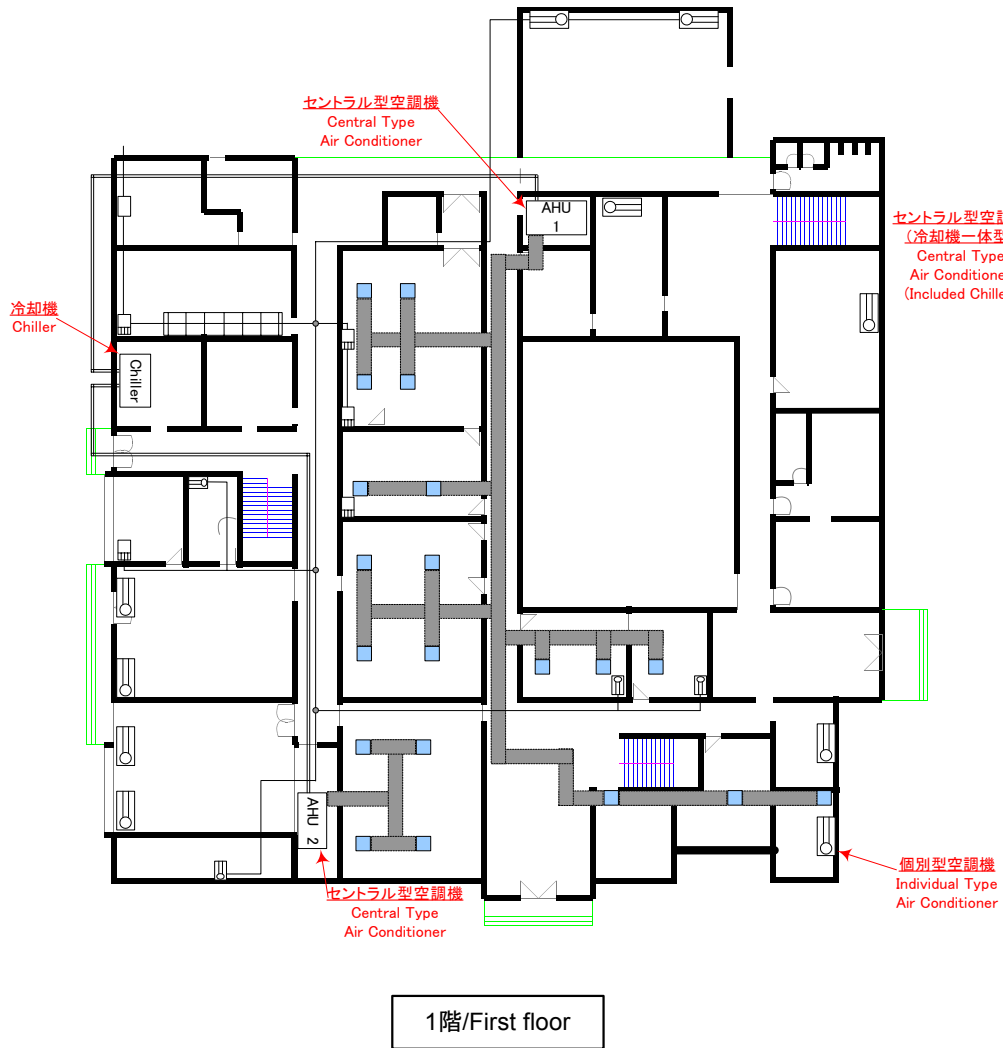 セントラル型空調機
Central Type
Air Conditioner
AHU
1
セントラル型空
(冷却機一体型
Central Type
Air Conditione
(Included Chille
冷却機
Chiller
Chiller
AHU 2
セントラル型空調機
Central Type
Air Conditioner
個別型空調機
Individual Type
Air Conditioner
1階/First floor